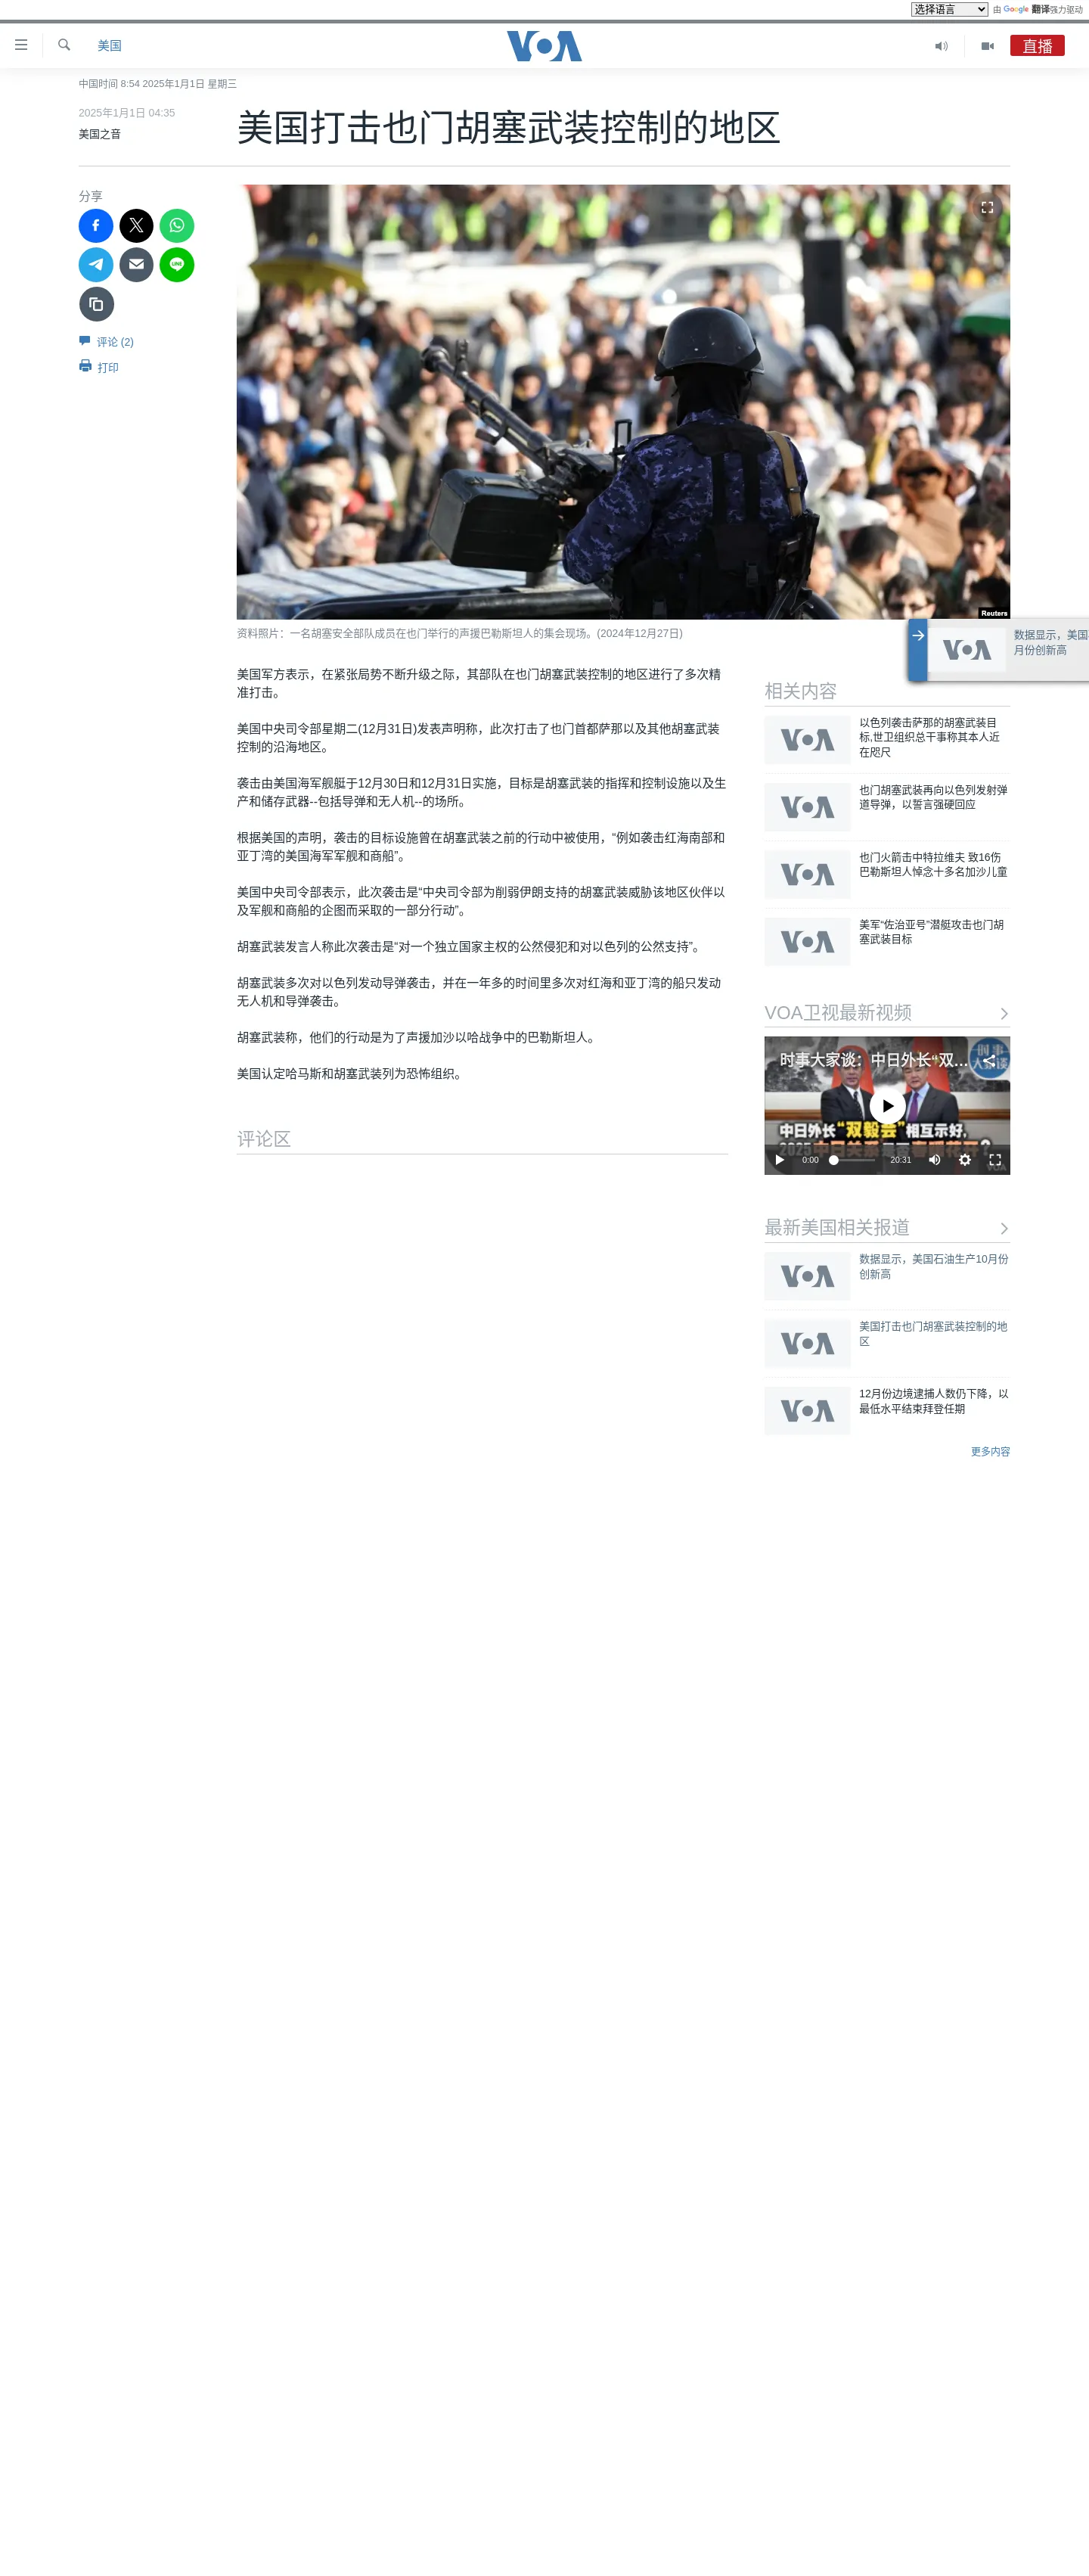 选择语言 由 Google 翻译强力驱动
美国 VOA 直播
中国时间 8:54 2025年1月1日 星期三
2025年1月1日 04:35
美国之音
美国打击也门胡塞武装控制的地区
分享
LINE
评论 (2)
打印
Reuters
资料照片：一名胡塞安全部队成员在也门举行的声援巴勒斯坦人的集会现场。(2024年12月27日)
VOA 数据显示，美国
月份创新高
美国军方表示，在紧张局势不断升级之际，其部队在也门胡塞武装控制的地区进行了多次精
准打击。
美国中央司令部星期二(12月31日)发表声明称，此次打击了也门首都萨那以及其他胡塞武装
控制的沿海地区。
袭击由美国海军舰艇于12月30日和12月31日实施，目标是胡塞武装的指挥和控制设施以及生
产和储存武器--包括导弹和无人机--的场所。
根据美国的声明，袭击的目标设施曾在胡塞武装之前的行动中被使用，“例如袭击红海南部和
亚丁湾的美国海军军舰和商船”。
美国中央司令部表示，此次袭击是“中央司令部为削弱伊朗支持的胡塞武装威胁该地区伙伴以
及军舰和商船的企图而采取的一部分行动”。
胡塞武装发言人称此次袭击是“对一个独立国家主权的公然侵犯和对以色列的公然支持”。
胡塞武装多次对以色列发动导弹袭击，并在一年多的时间里多次对红海和亚丁湾的船只发动
无人机和导弹袭击。
胡塞武装称，他们的行动是为了声援加沙以哈战争中的巴勒斯坦人。
美国认定哈马斯和胡塞武装列为恐怖组织。
评论区
相关内容
VOA
以色列袭击萨那的胡塞武装目
标,世卫组织总干事称其本人近
在咫尺
VOA
也门胡塞武装再向以色列发射弹
道导弹，以誓言强硬回应
VOA
也门火箭击中特拉维夫 致16伤
巴勒斯坦人悼念十多名加沙儿童
VOA
美军“佐治亚号”潜艇攻击也门胡
塞武装目标
VOA卫视最新视频
时事大家谈：中日外长“双...
时事
大家谈
中日外长“双毅会”相互示好，
2025中日关系
0:00 20:31
VOA
最新美国相关报道
VOA
数据显示，美国石油生产10月份
创新高
VOA
美国打击也门胡塞武装控制的地
区
VOA
12月份边境逮捕人数仍下降，以
最低水平结束拜登任期
更多内容